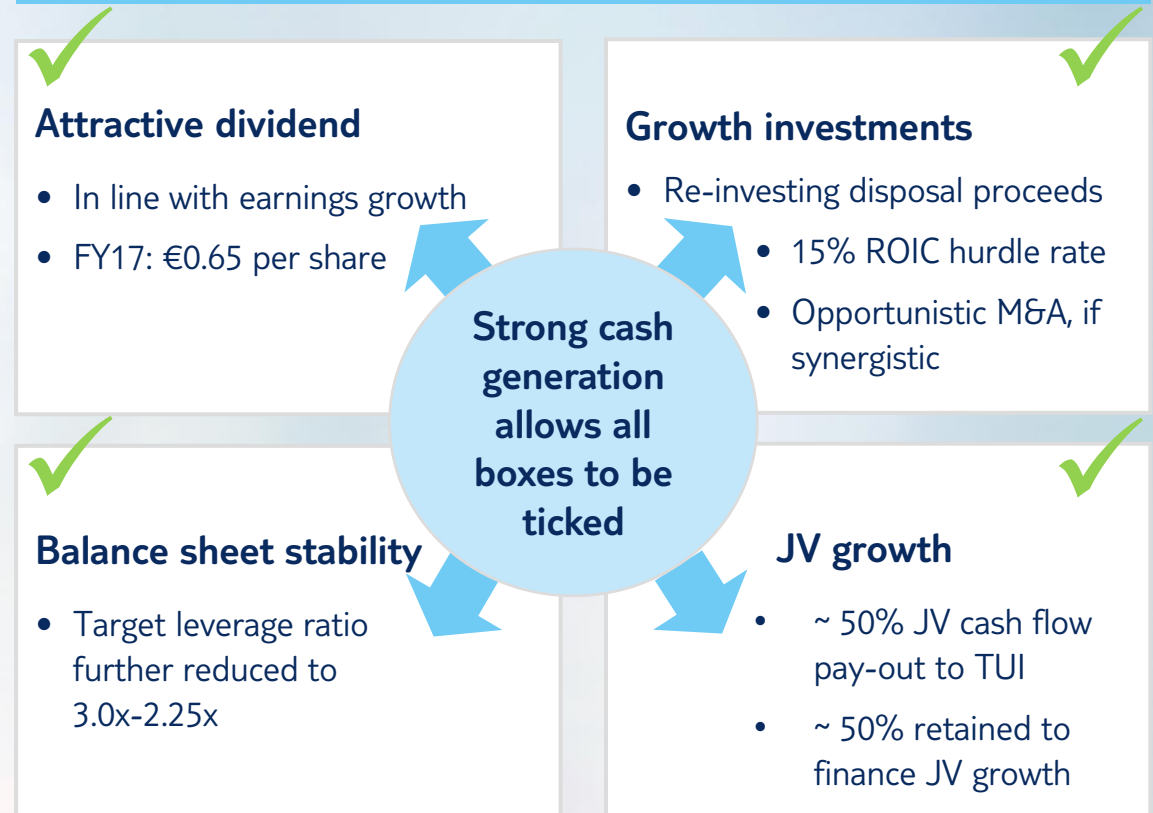 Attractive dividend
• In line with earnings growth
• FY17: €0.65 per share
Growth investments
• Re-investing disposal proceeds
• 15% ROIC hurdle rate
• Opportunistic M&A, if
synergistic
Strong cash
generation
allows all
boxes to be
ticked
Balance sheet stability
• Target leverage ratio
further reduced to
3.0x-2.25x
JV growth
• ~ 50% JV cash flow
pay-out to TUI
• ~ 50% retained to
finance JV growth